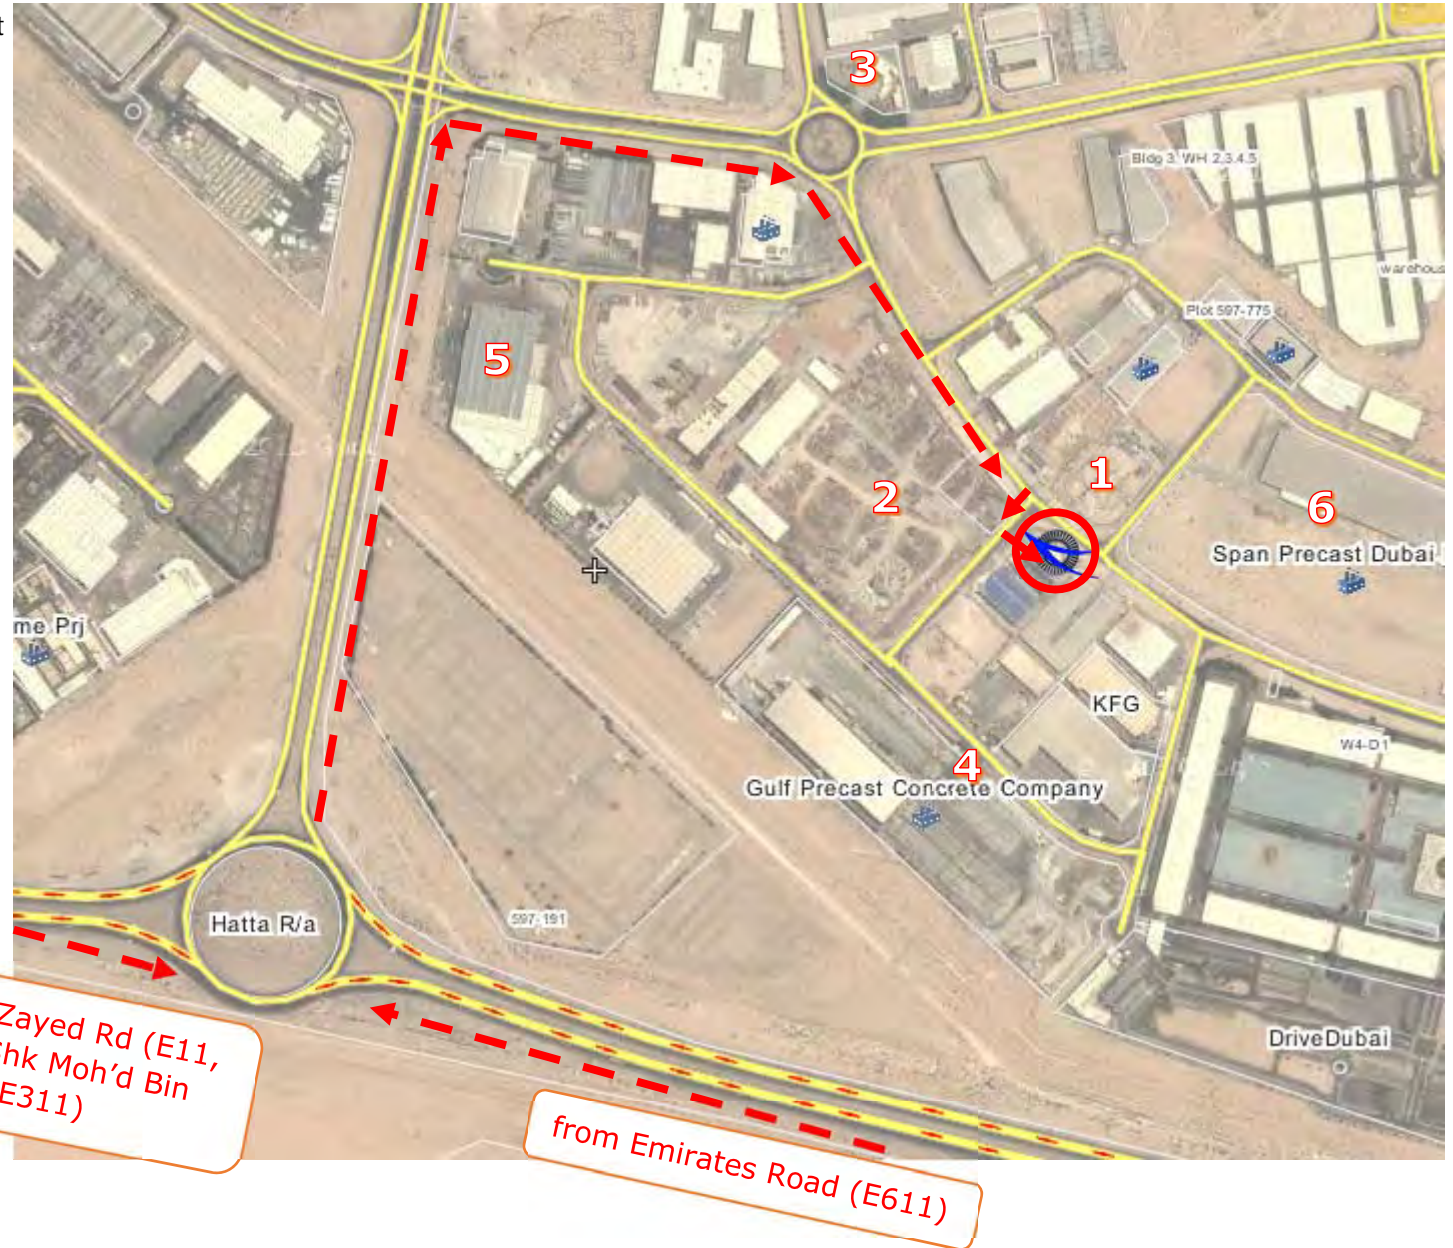 t
3
Bldg 3, WH 2,3,4,5
warehous
Plot 597-775
5
1
2
6
Span Precast Dubai
me Prj
KFG
W4-D1
4
Gulf Precast Concrete Company
Hatta R/a
597-191
DriveDubai
Zayed Rd (E11,
Shk Moh'd Bin
E311)
from Emirates Road (E611)